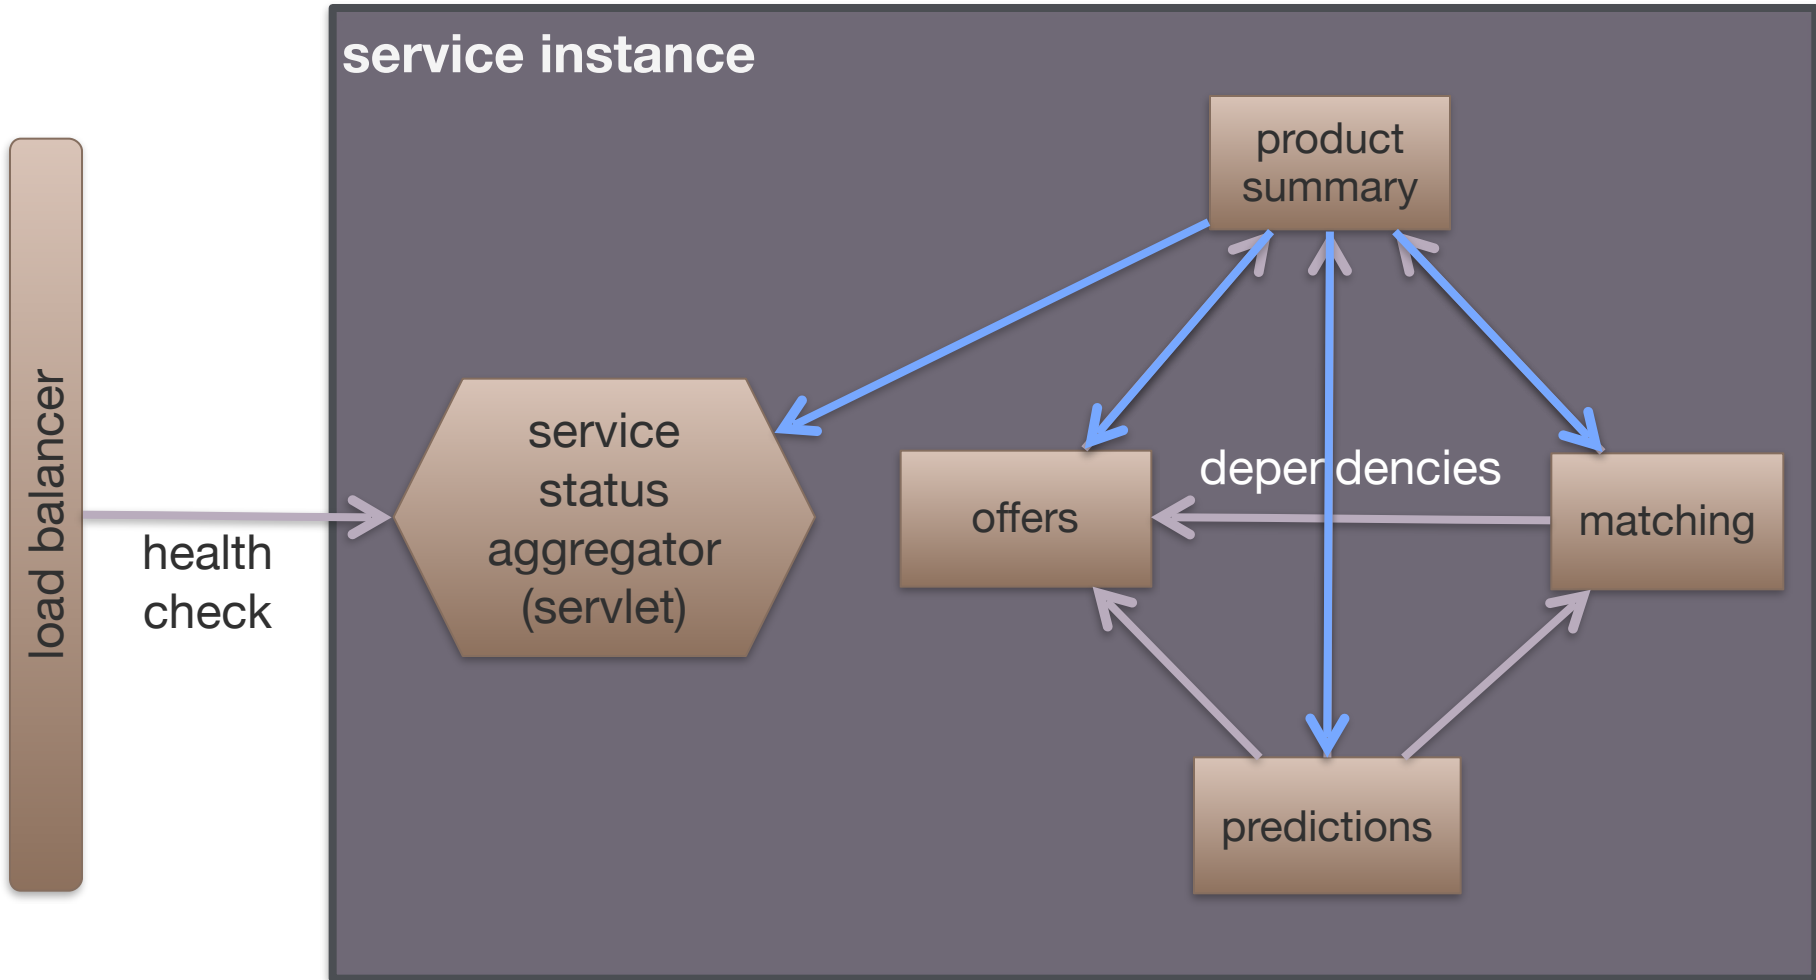 service instance
product
summary
load balancer
health
check
service
status
aggregator
(servlet)
dependencies
offers
matching
predictions